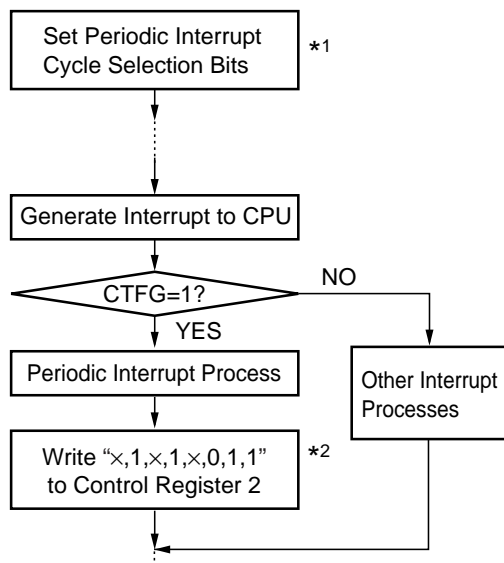 Set Periodic Interrupt
Cycle Selection Bits
*1
Generate Interrupt to CPU
CTFG=1?
NO
YES
Periodic Interrupt Process
Other Interrupt
Processes
Write “×,1,×,1,×,0,1,1”
to Control Register 2
*2